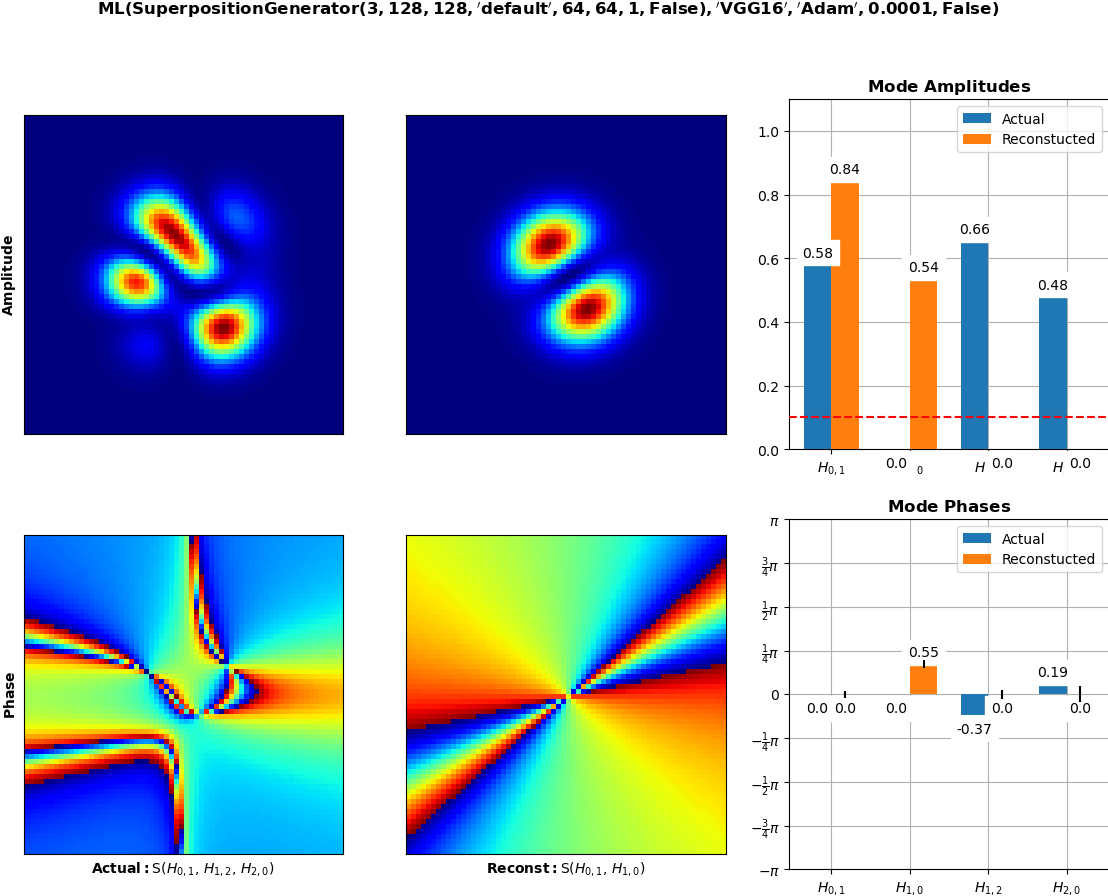 ML(SuperpositionGenerator(3, 128, 128, ′default′, 64, 64, 1, False), ′VGG16′, ′Adam′, 0.0001, False)
Amplitude
Mode Amplitudes
Actual
Reconstucted
1.0
0.8
0.6
0.4
0.2
0.0
0.58
0.84
0.54
0.66
0.48
H0,1
0.0
0
H
0.0
H
0.0
Phase
Actual: S(H0,1, H1,2, H2,0)
Reconst: S(H0,1, H1,0)
Mode Phases
Actual
Reconstucted
π
3/4π
1/2π
1/4π
0
−1/4π
−1/2π
−3/4π
−π
0.0
0.0
0.0
0.55
-0.37
0.0
0.19
0.0
H0,1
H1,0
H1,2
H2,0